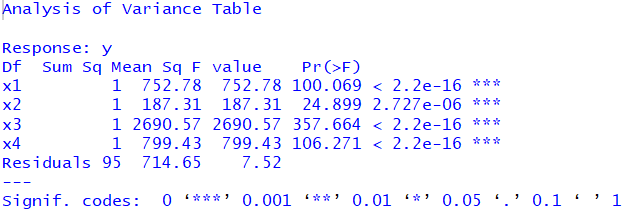 Analysis of Variance Table
Response: y
Df Sum Sq Mean Sq F value Pr(>F)
x1 1 752.78 752.78 100.069 < 2.2e-16 ***
x2 1 187.31 187.31 24.899 2.727e-06 ***
x3 1 2690.57 2690.57 357.664 < 2.2e-16 ***
x4 1 799.43 799.43 106.271 < 2.2e-16 ***
Residuals 95 714.65 7.52
---
Signif. codes: 0 ‘***’ 0.001 ‘**’ 0.01 ‘*’ 0.05 ‘.’ 0.1 ‘ ’ 1